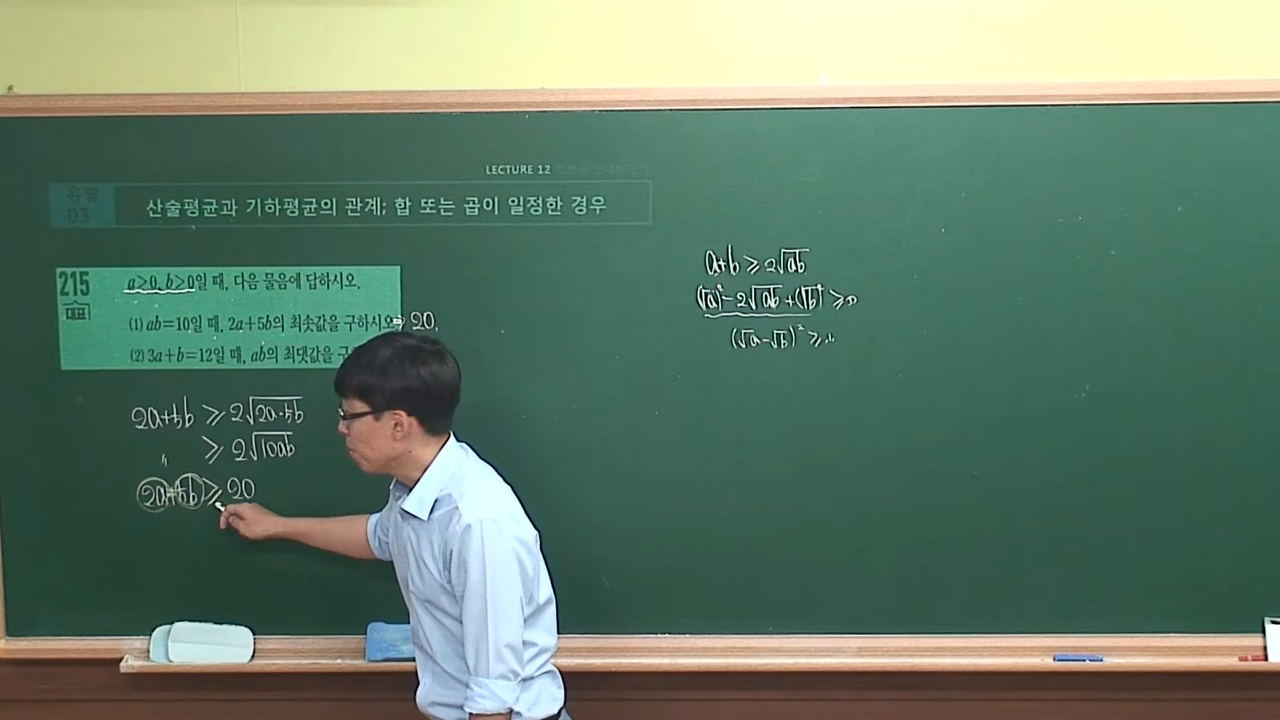 LECTURE 12
유형
03
산술평균과 기하평균의 관계; 합 또는 곱이 일정한 경우
215
대표
a>0, b>0일 때, 다음 물음에 답하시오.
(1) ab=10일 때, 2a+5b의 최솟값을 구하시오. ⇒ 20.
(2) 3a+b=12일 때, ab의 최댓값을 구
2a+5b ≥ 2√(2a·5b)
〃 ≥ 2√(10ab)
2a+5b ≥ 20
a+b ≥ 2√(ab)
(√a)² - 2√(ab) + (√b)² ≥ 0
(√a-√b)² ≥ 0